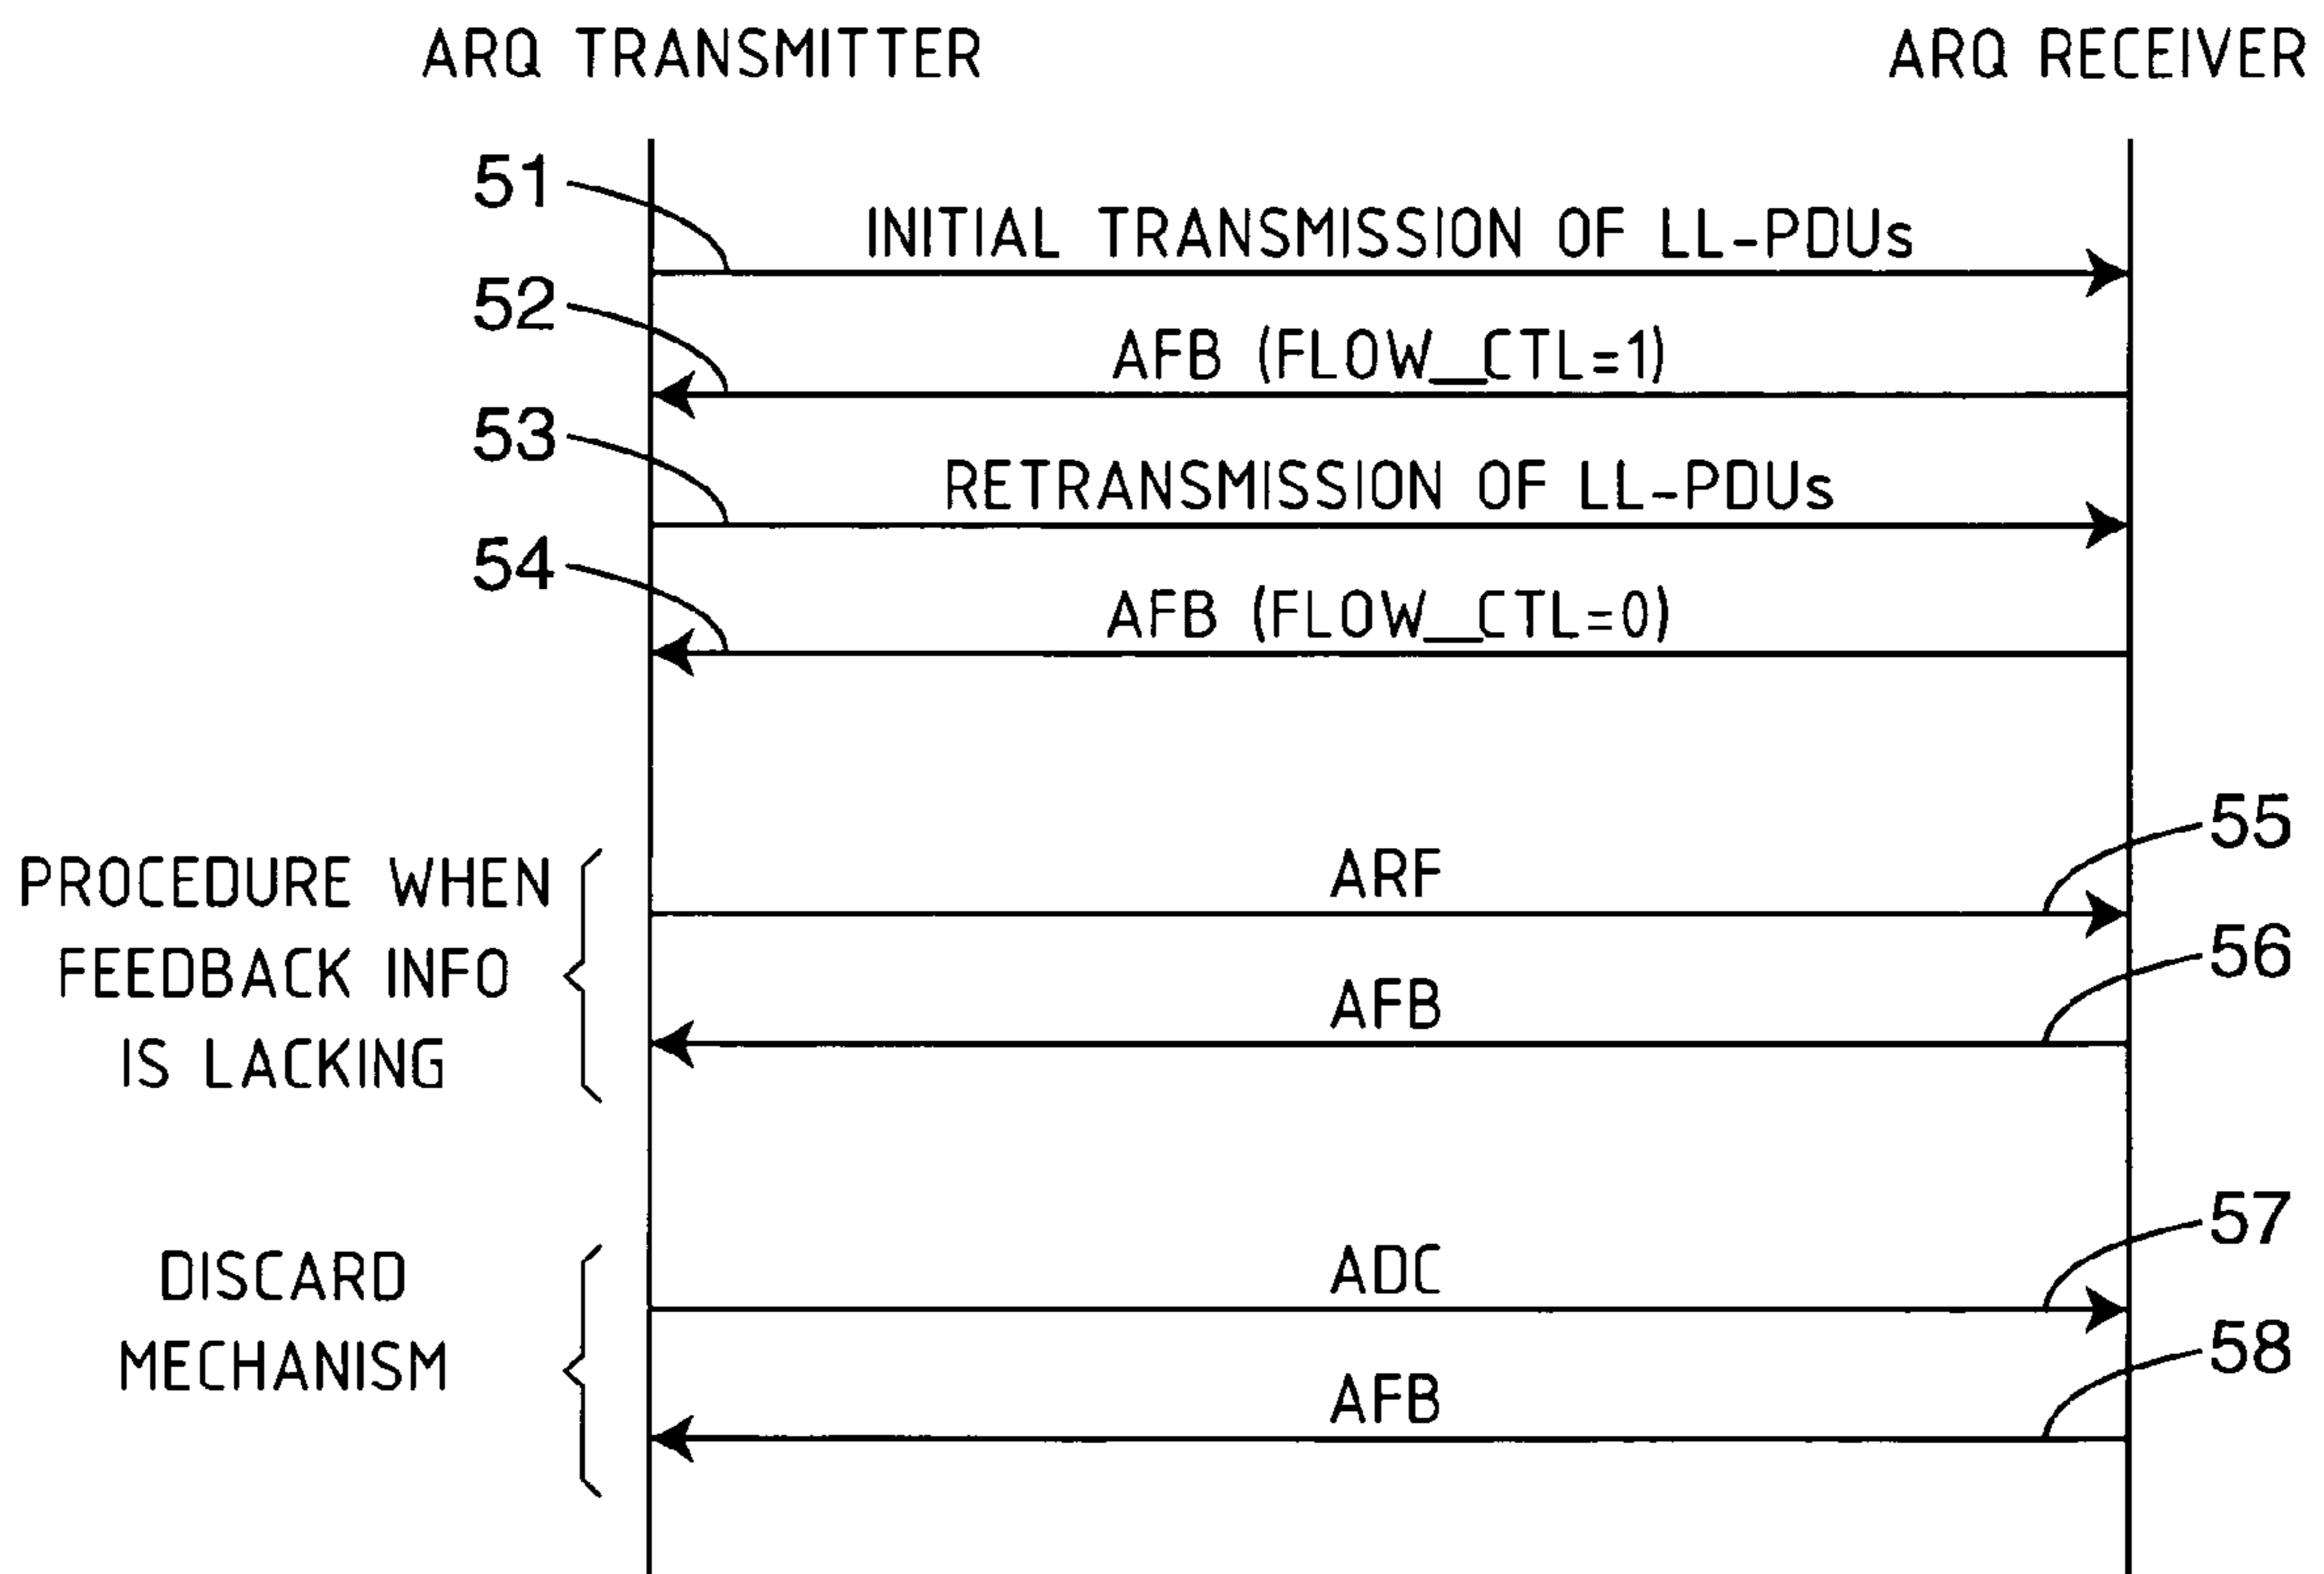 ARQ TRANSMITTER
ARQ RECEIVER
51
INITIAL TRANSMISSION OF LL-PDUs
52
AFB (FLOW_CTL=1)
53
RETRANSMISSION OF LL-PDUs
54
AFB (FLOW_CTL=0)
PROCEDURE WHEN
FEEDBACK INFO
IS LACKING
ARF
55
AFB
56
DISCARD
MECHANISM
ADC
57
AFB
58